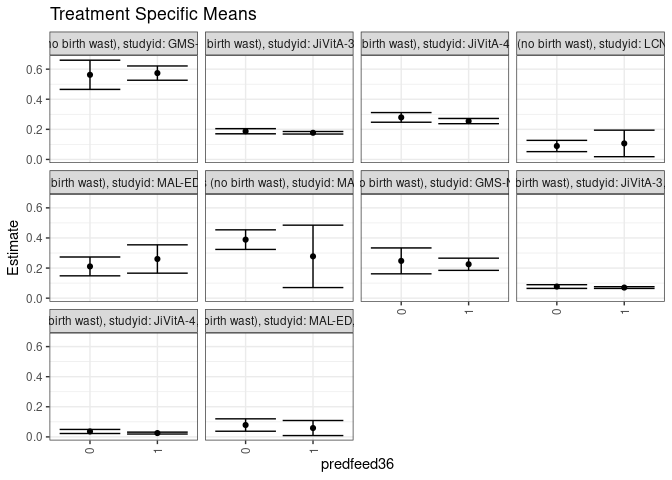 Treatment Specific Means
no birth wast), studyid: GMS-
birth wast), studyid: JiVitA-3
birth wast), studyid: JiVitA-4
(no birth wast), studyid: LCN
birth wast), studyid: MAL-ED
(no birth wast), studyid: MA
birth wast), studyid: GMS-N
birth wast), studyid: JiVitA-3,
birth wast), studyid: JiVitA-4,
birth wast), studyid: MAL-ED,
0.6
0.4
0.2
0.0
0.6
0.4
0.2
0.0
0.6
0.4
0.2
0.0
Estimate
0
1
0
1
0
1
0
1
predfeed36